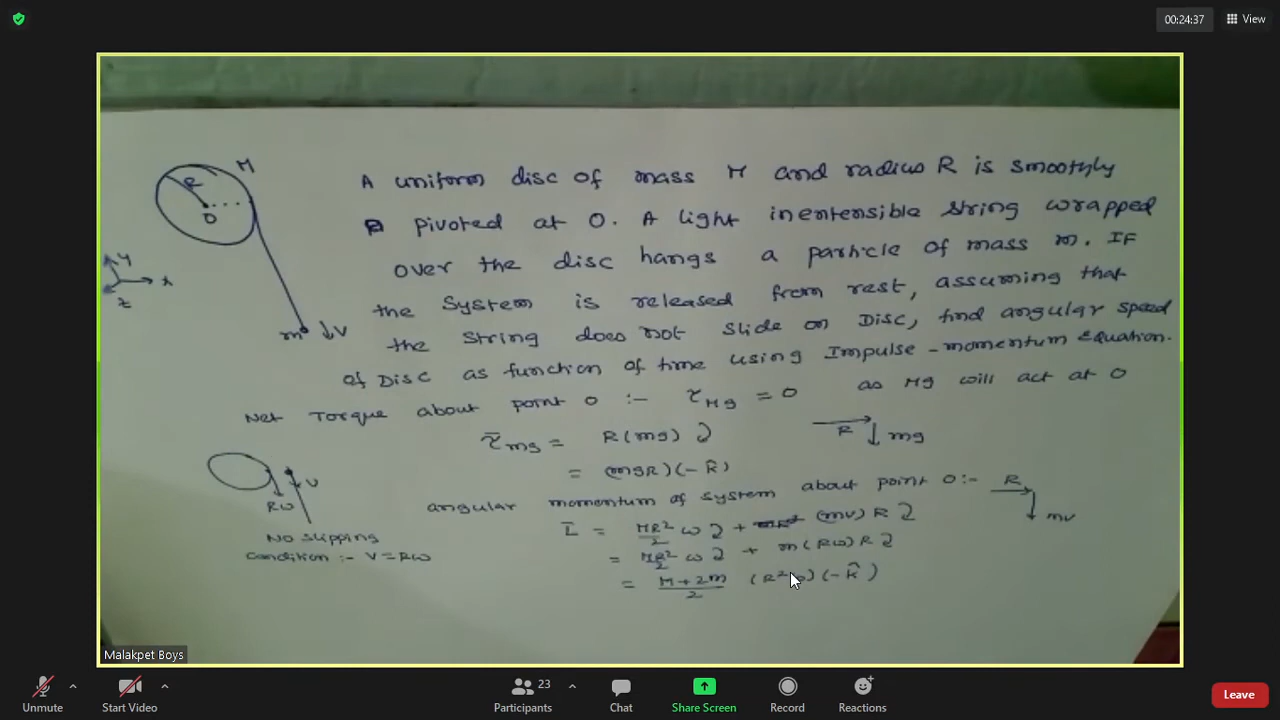 00:24:37
View
M
R
O
A uniform disc of mass M and radius R is smoothly
pivoted at O. A light inentensible string wrapped
over the disc hangs a particle of mass m. IF
the System is released from rest, assuming that
the String does not Slide on Disc, find angular speed
of Disc as function of time using Impulse-momentum Equation.
y
x
z
m ↓V
Net Torque about point O :- τMg = 0 as Mg will act at O
τ̄mg = R(mg) ↻
R
mg
= (mgR)(-k̂)
V
Rω
No slipping
condition :- V = Rω
angular momentum of system about point O :-
R
mv
L̄ = MR²/2 ω ↻ + (mv) R ↻
= MR²/2 ω ↻ + m(Rω) R ↻
= M+2m/2 (R²ω)(-k̂)
Malakpet Boys
Unmute
Start Video
23
Participants
Chat
Share Screen
Record
Reactions
Leave